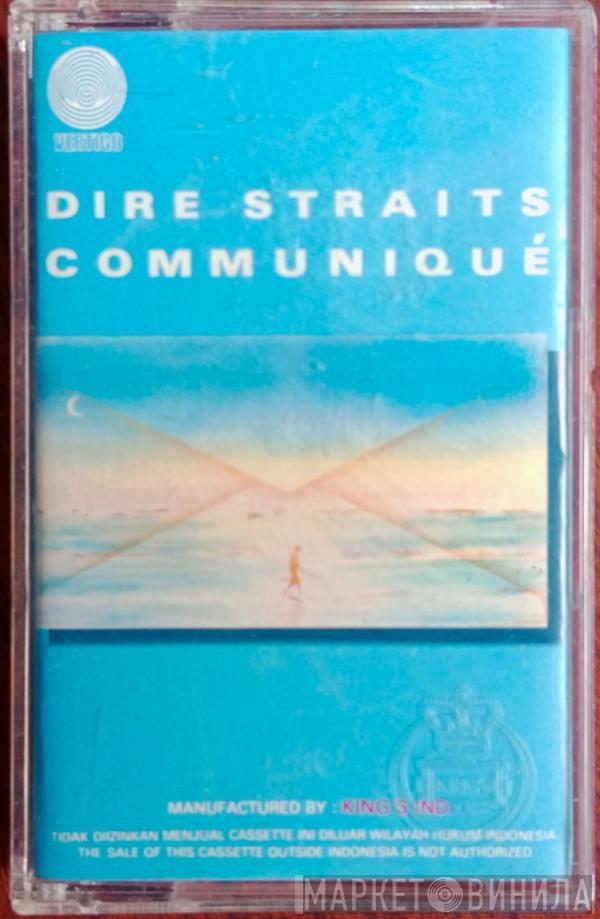 VERTIGO
DIRE STRAITS
COMMUNIQUÉ
MANUFACTURED BY : KING'S IND.
TIDAK DIIZINKAN MENJUAL CASSETTE INI DILUAR WILAYAH HUKUM INDONESIA
THE SALE OF THIS CASSETTE OUTSIDE INDONESIA IS NOT AUTHORIZED
МАРКЕТ ВИНИЛА